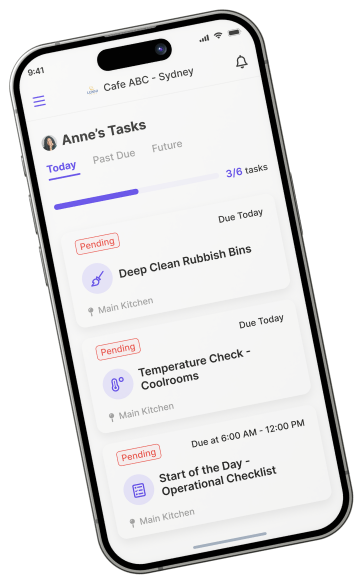 9:41
Cafe ABC - Sydney
Anne's Tasks
Today Past Due Future
3/6 tasks
Pending
Due Today
Deep Clean Rubbish Bins
Main Kitchen
Pending
Due Today
Temperature Check -
Coolrooms
Main Kitchen
Pending
Due at 6:00 AM - 12:00 PM
Start of the Day -
Operational Checklist
Main Kitchen